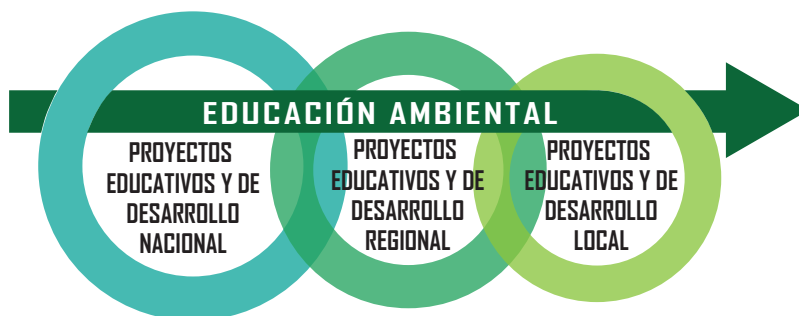 EDUCACIÓN AMBIENTAL
PROYECTOS
EDUCATIVOS Y DE
DESARROLLO
NACIONAL
PROYECTOS
EDUCATIVOS Y DE
DESARROLLO
REGIONAL
PROYECTOS
EDUCATIVOS Y DE
DESARROLLO
LOCAL